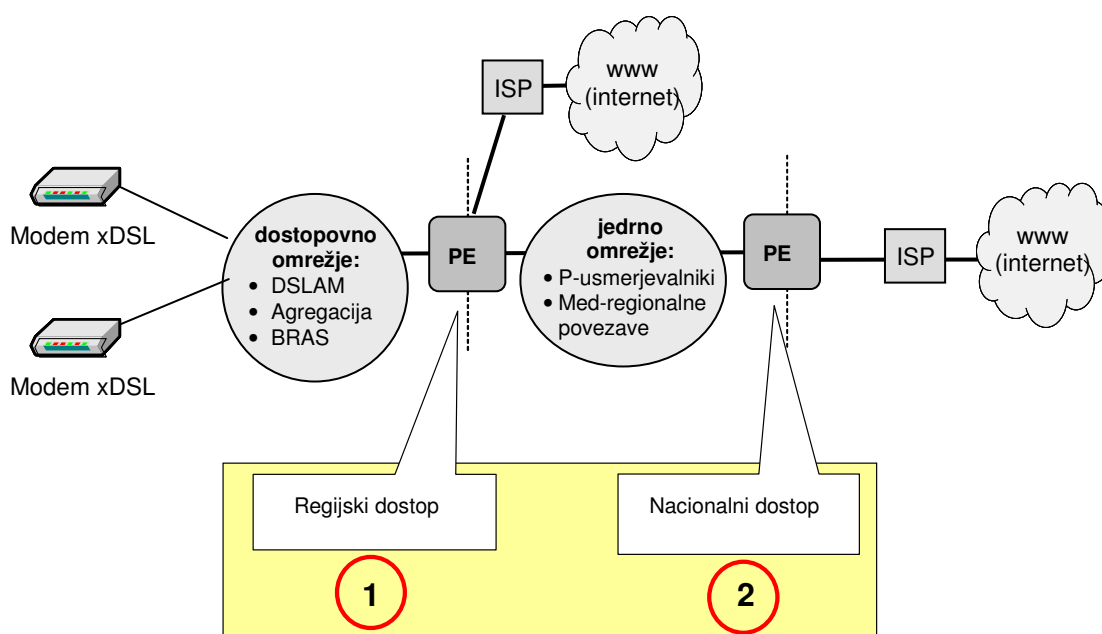 www
(internet)
ISP
Modem xDSL
dostopovno
omrežje:
• DSLAM
• Agregacija
• BRAS
PE
jedrno
omrežje:
• P-usmerjevalniki
• Med-regionalne
povezave
PE
ISP
www
(internet)
Modem xDSL
Regijski dostop
Nacionalni dostop
1
2